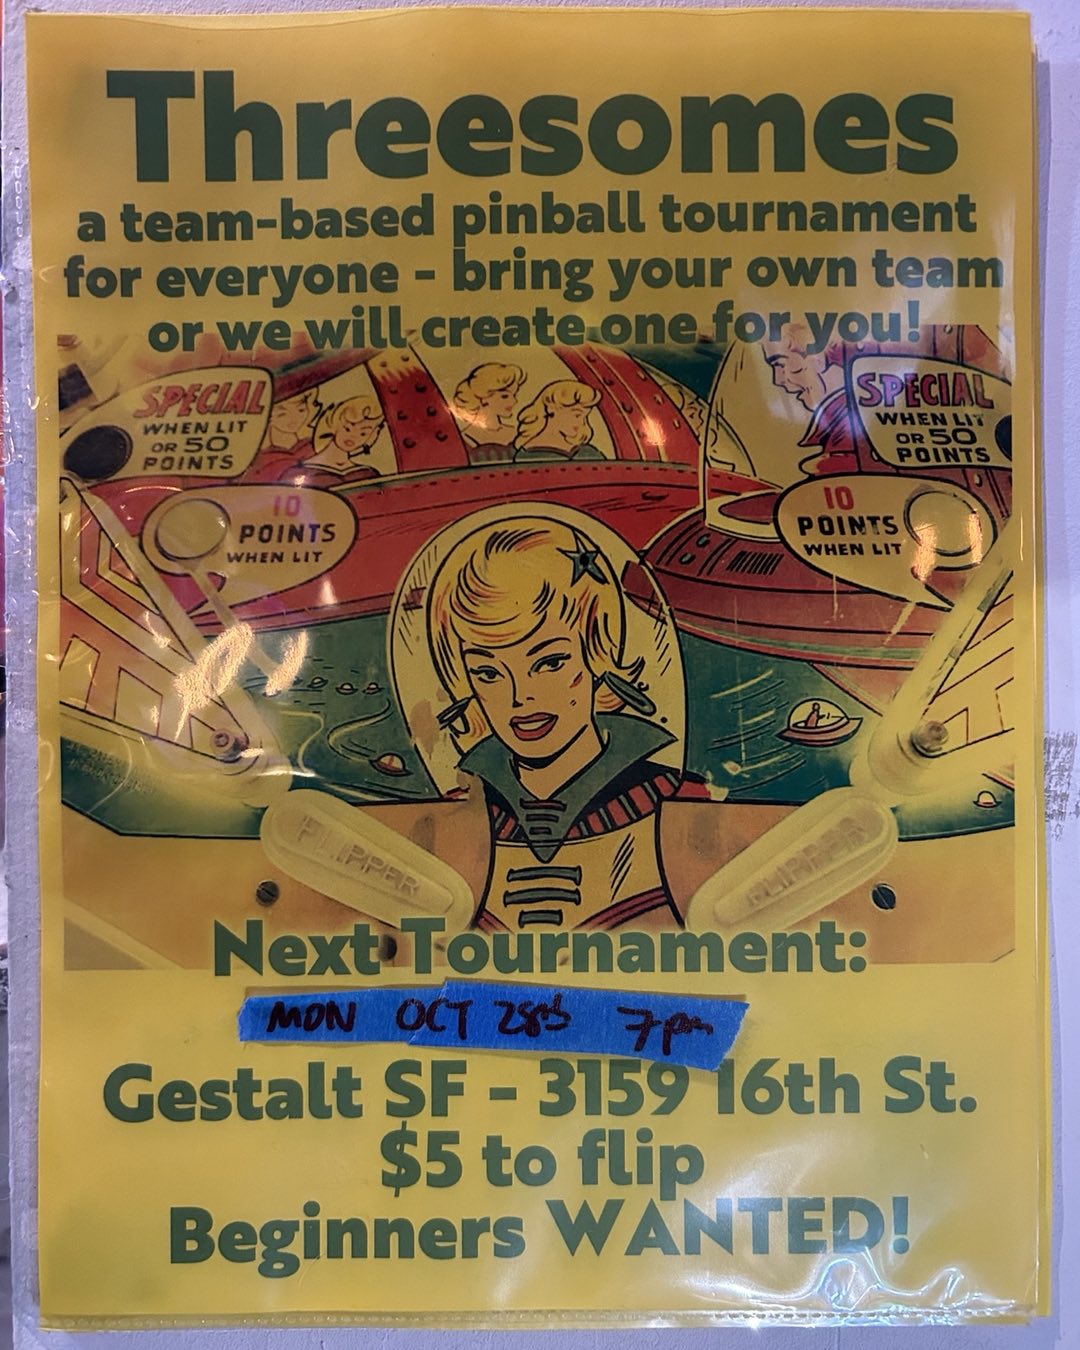 Threesomes
a team-based pinball tournament
for everyone - bring your own team
or we will create one for you!
SPECIAL
WHEN LIT
OR 50
POINTS
SPECIAL
WHEN LIT
OR 50
POINTS
10
POINTS
WHEN LIT
10
POINTS
WHEN LIT
FLIPPER
FLIPPER
Next Tournament:
MON OCT 28th 7pm
Gestalt SF - 3159 16th St.
$5 to flip
Beginners WANTED!